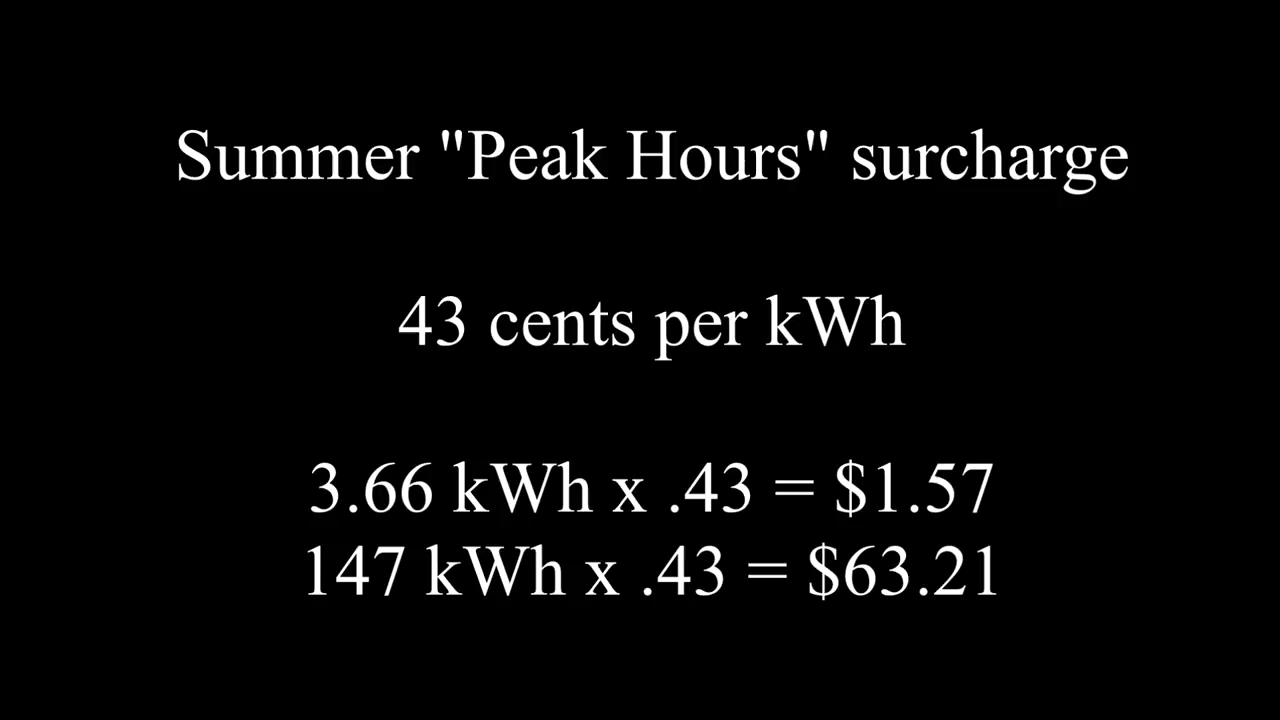 Summer "Peak Hours" surcharge
43 cents per kWh
3.66 kWh x .43 = $1.57
147 kWh x .43 = $63.21